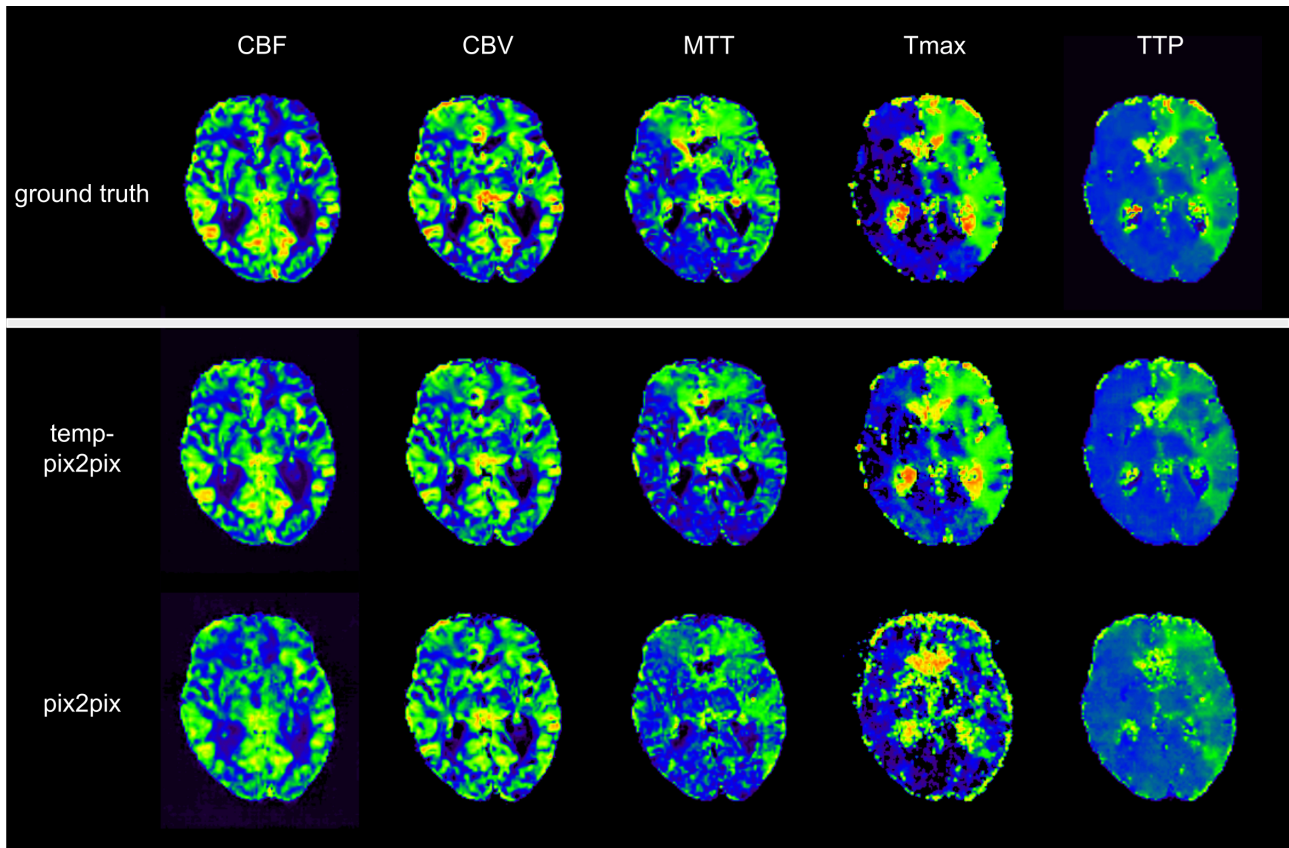 CBF CBV MTT Tmax TTP
ground truth
temp-
pix2pix
pix2pix